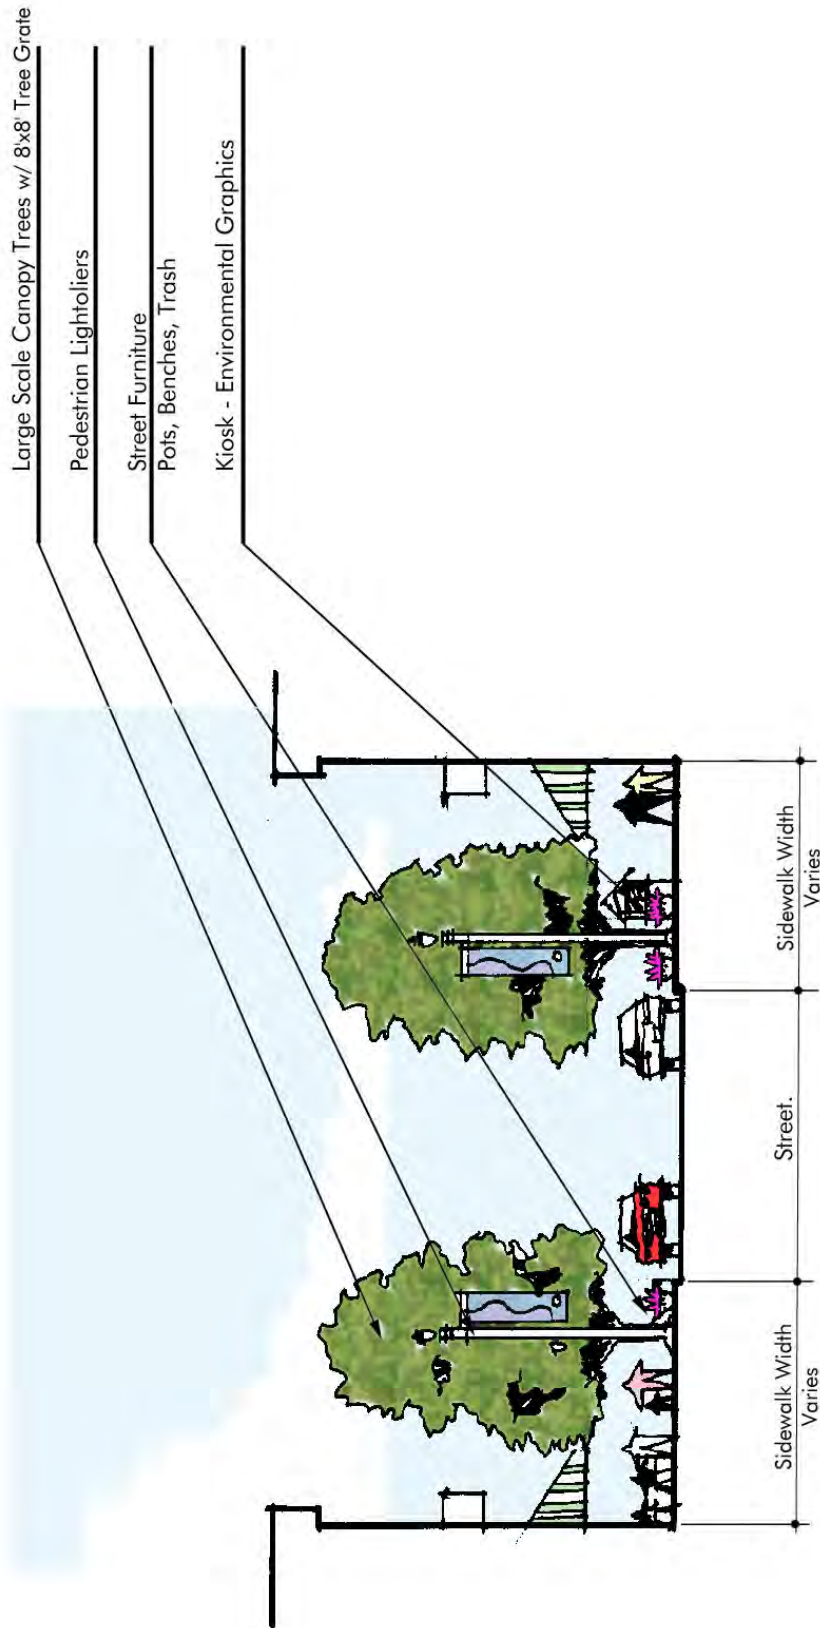 Large Scale Canopy Trees w/ 8'x8' Tree Grate
Pedestrian Lightoliers
Street Furniture
Pots, Benches, Trash
Kiosk - Environmental Graphics
Sidewalk Width
Varies
Street.
Sidewalk Width
Varies